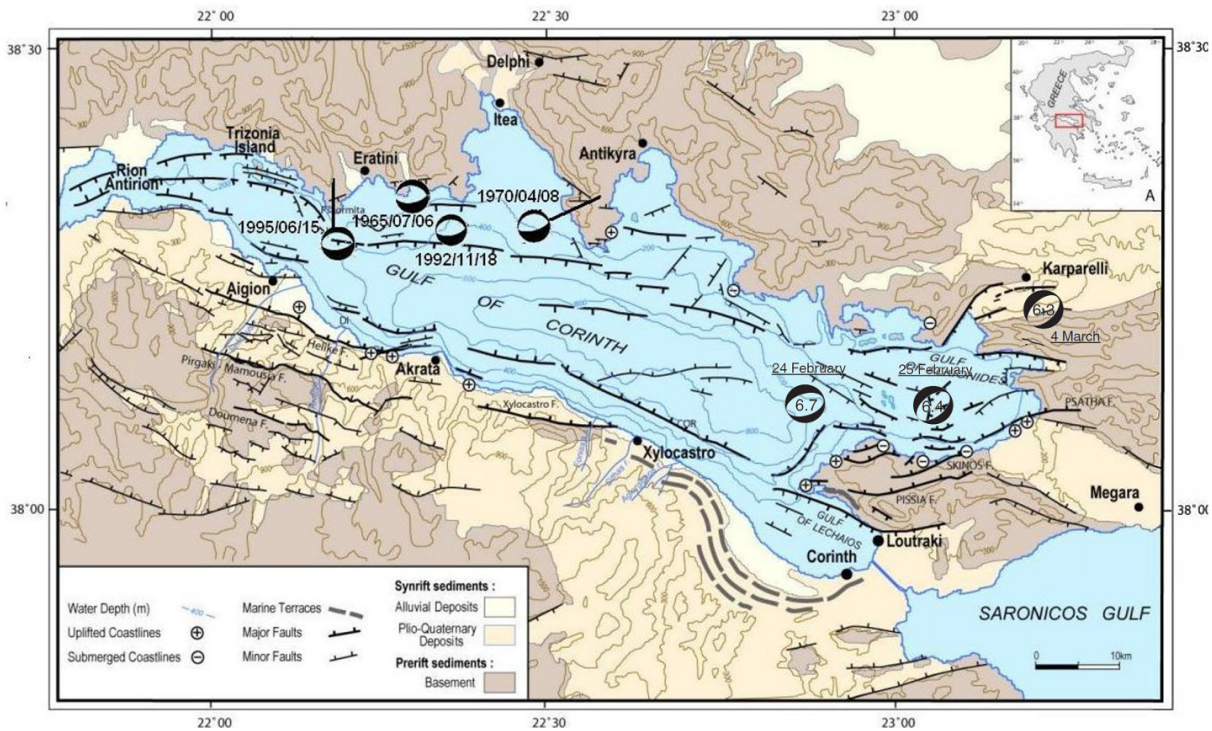 22° 00'
22° 30'
23° 00'
38° 30'
38° 30'
Delphi
Itea
GREECE
A
Trizonia
Island
Eratini
Antikyra
Rion
Antirion
1970/04/08
1995/06/15
1965/07/06
1992/11/18
Karparelli
Aigion
GULF
OF
CORINTH
6.3
4 March
Helike F.
Pirgaki - Mamousia F.
Akrata
24 February
25 February
GULF
6.7
6.4
PSATHA F.
Doumena F.
Xylocastro F.
COR
Xylocastro
SKINOS F.
PISSIA F.
Megara
38° 00'
38° 00'
GULF
OF LECHAIOS
Loutraki
Corinth
SARONICOS GULF
0
10km
Water Depth (m)
-400
Uplifted Coastlines
Submerged Coastlines
Marine Terraces
Major Faults
Minor Faults
Synrift sediments :
Alluvial Deposits
Plio-Quaternary
Deposits
Prerift sediments :
Basement
22° 00'
22° 30'
23° 00'